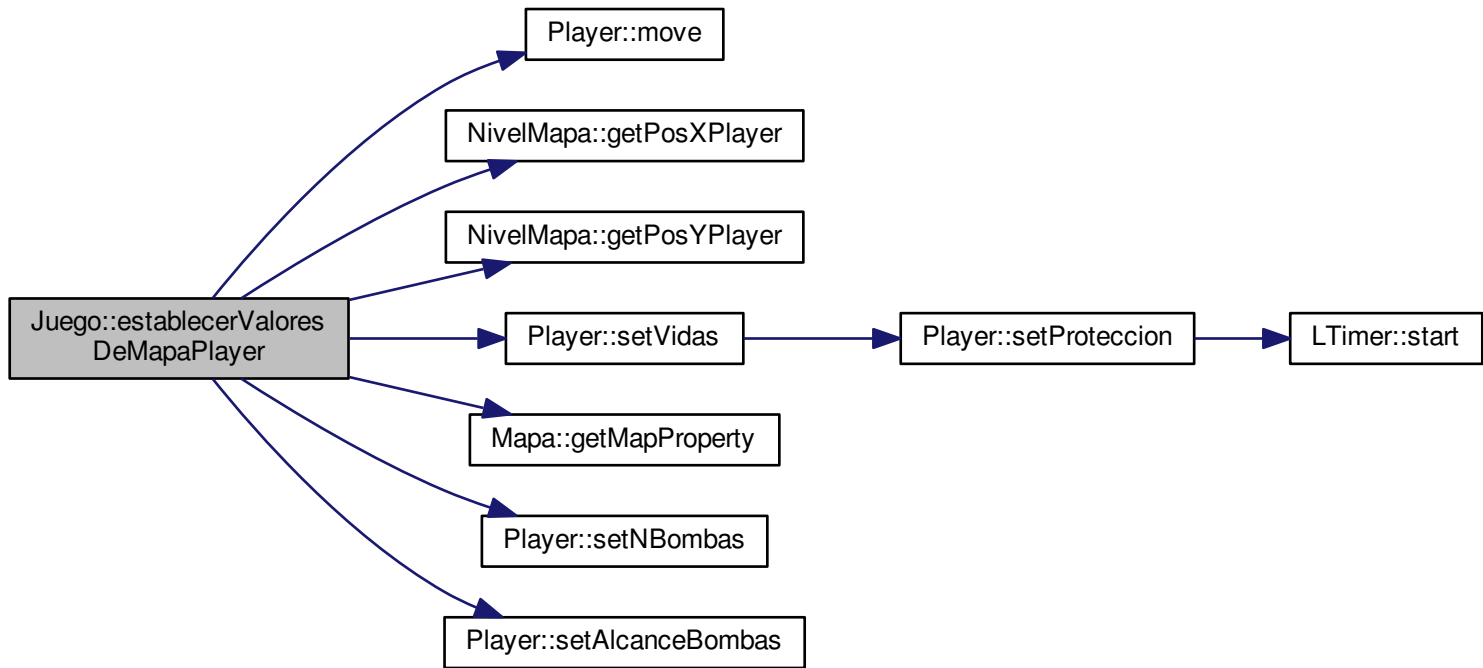 Player::move
NivelMapa::getPosXPlayer
NivelMapa::getPosYPlayer
Juego::establecerValores
DeMapaPlayer
Player::setVidas
Player::setProteccion
LTimer::start
Mapa::getMapProperty
Player::setNBombas
Player::setAlcanceBombas